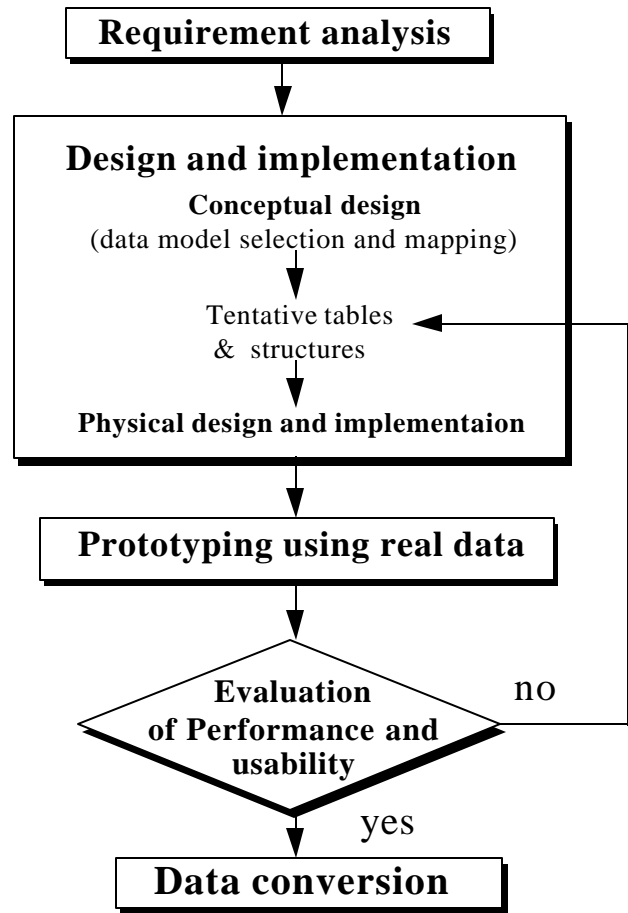 Requirement analysis
Design and implementation
Conceptual design
(data model selection and mapping)
Tentative tables
& structures
Physical design and implementaion
Prototyping using real data
Evaluation
of Performance and
usability
no
yes
Data conversion